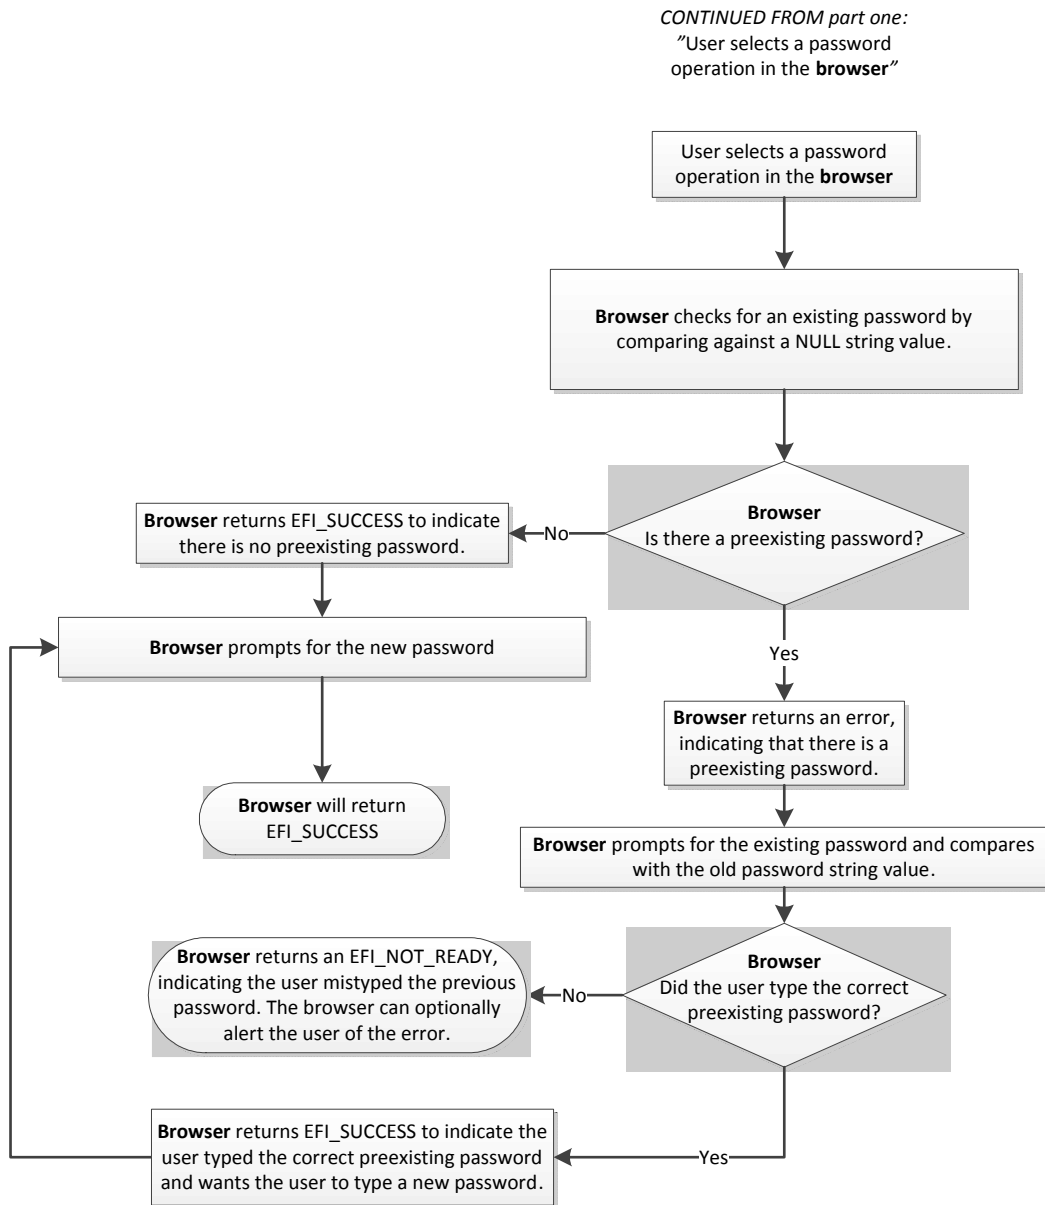 CONTINUED FROM part one:
"User selects a password
operation in the browser"
User selects a password
operation in the browser
Browser checks for an existing password by
comparing against a NULL string value.
Browser
Is there a preexisting password?
No
Browser returns EFI_SUCCESS to indicate
there is no preexisting password.
Browser prompts for the new password
Browser will return
EFI_SUCCESS
Yes
Browser returns an error,
indicating that there is a
preexisting password.
Browser prompts for the existing password and compares
with the old password string value.
Browser
Did the user type the correct
preexisting password?
No
Browser returns an EFI_NOT_READY,
indicating the user mistyped the previous
password. The browser can optionally
alert the user of the error.
Yes
Browser returns EFI_SUCCESS to indicate the
user typed the correct preexisting password
and wants the user to type a new password.